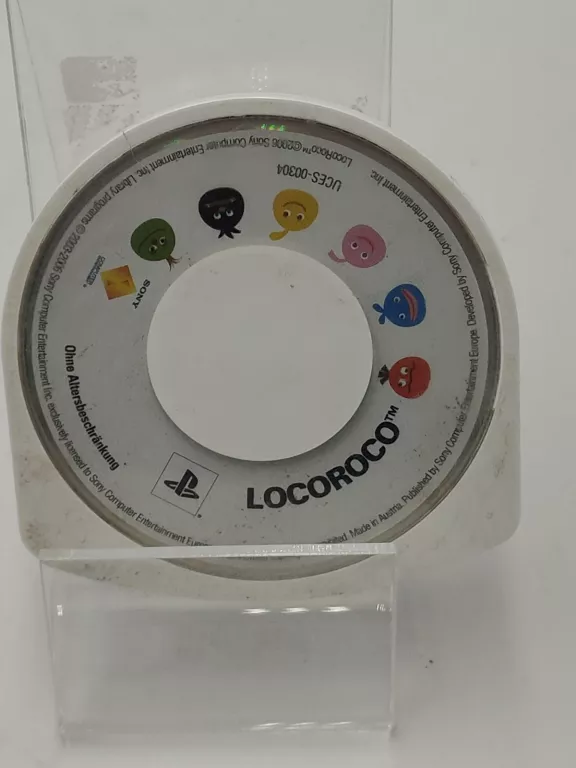 LocoRoco™ ©2006 Sony Computer Entertainment Inc. Library programs © 2003-2006 Sony Computer Entertainment Inc. exclusively licensed to Sony Computer Entertainment
Made in Austria. Published by Sony Computer Entertainment Europe. Developed by Sony Computer Entertainment Inc.
UCES-00304
SONY
Ohne Altersbeschränkung
LOCOROCO™